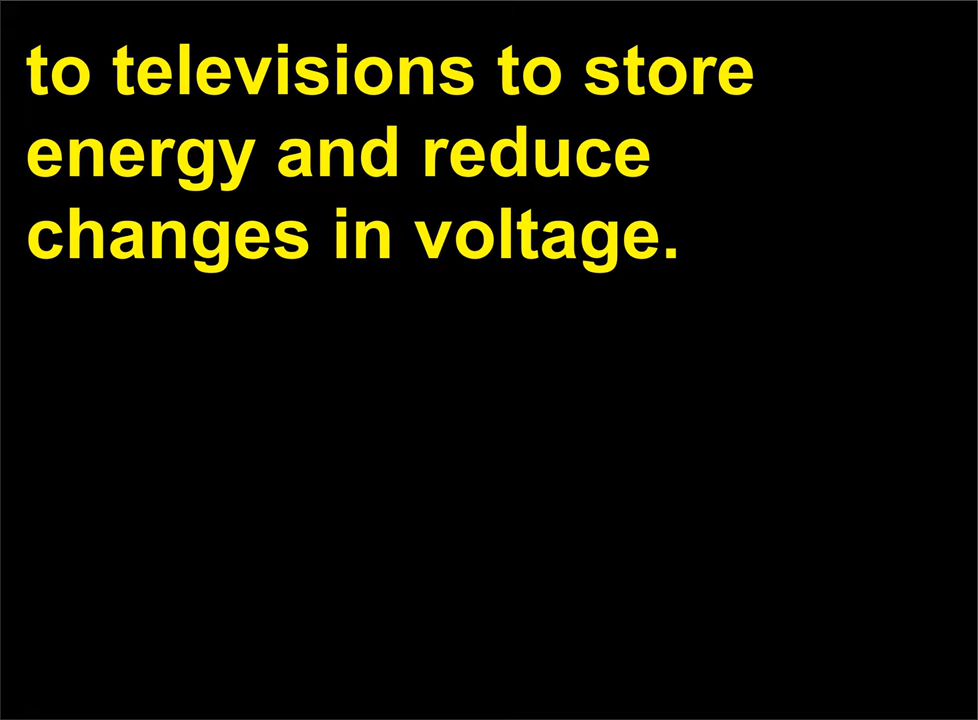 to televisions to store
energy and reduce
changes in voltage.